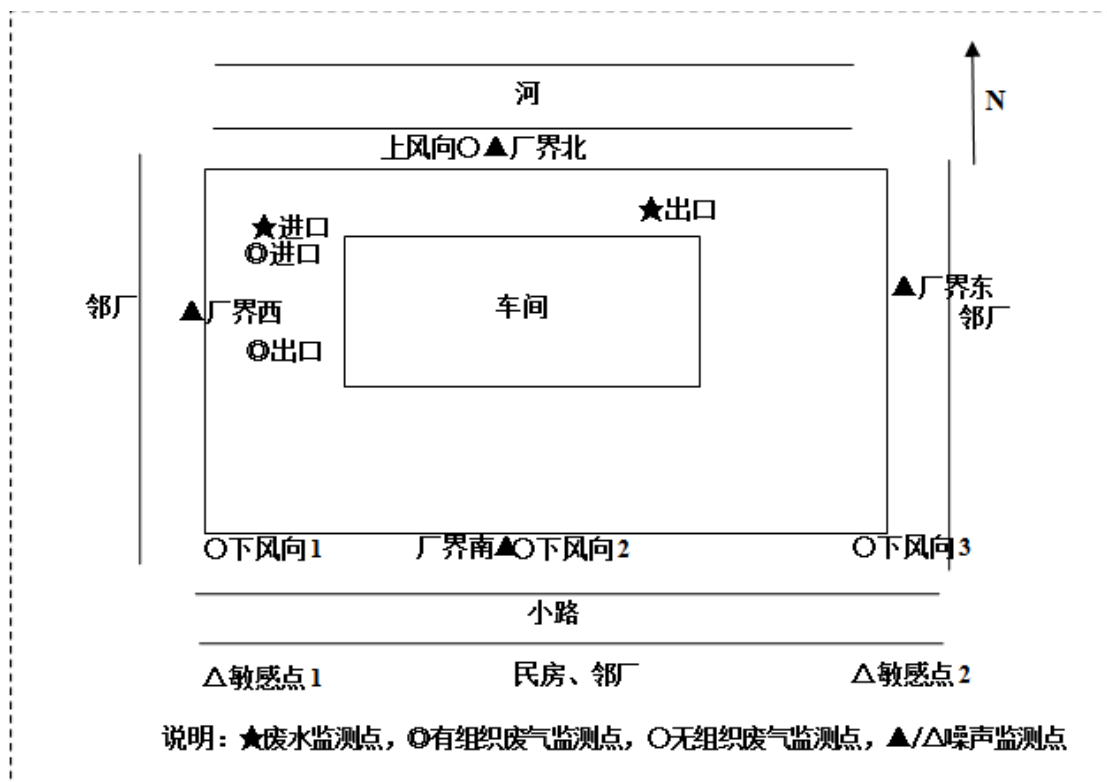 河
N
上风向○▲厂界北
★进口
★出口
◎进口
邻厂
▲厂界西
车间
▲厂界东
邻厂
◎出口
○下风向1
厂界南▲○下风向2
○下风向3
小路
△敏感点1
民房、邻厂
△敏感点2
说明：★废水监测点，◎有组织废气监测点，○无组织废气监测点，▲/△噪声监测点